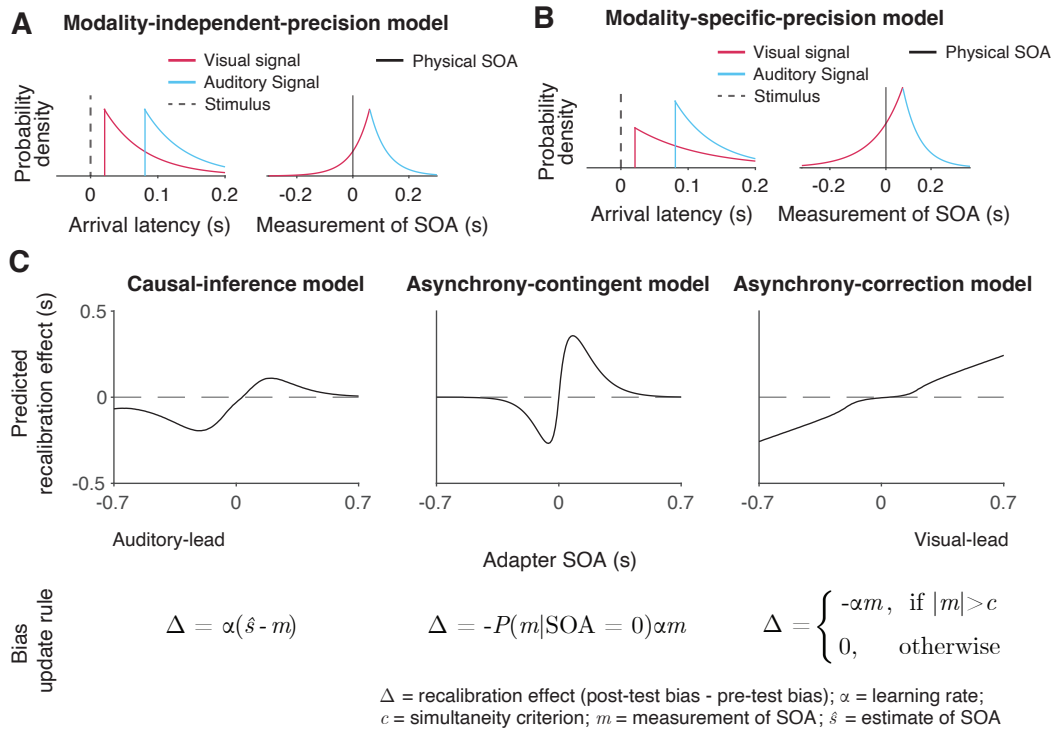 A
Modality-independent-precision model
Visual signal
Auditory Signal
Stimulus
Physical SOA
Probability
density
0
0.1
0.2
Arrival latency (s)
-0.2
0
0.2
Measurement of SOA (s)
B
Modality-specific-precision model
Visual signal
Auditory Signal
Stimulus
Physical SOA
Probability
density
0
0.1
0.2
Arrival latency (s)
-0.2
0
0.2
Measurement of SOA (s)
C
Causal-inference model
Asynchrony-contingent model
Asynchrony-correction model
Predicted
recalibration effect (s)
0.5
0
-0.5
-0.7
0
0.7
-0.7
0
0.7
-0.7
0
0.7
Auditory-lead
Adapter SOA (s)
Visual-lead
Bias
update rule
Δ = α(ŝ - m)
Δ = -P(m|SOA = 0)αm
Δ = { -αm, if |m|>c
0, otherwise
Δ = recalibration effect (post-test bias - pre-test bias); α = learning rate;
c = simultaneity criterion; m = measurement of SOA; ŝ = estimate of SOA